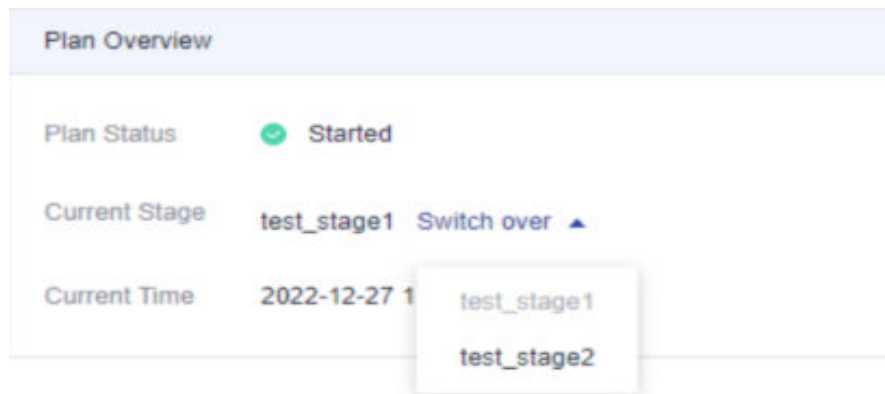 Plan Overview
Plan Status Started
Current Stage test_stage1 Switch over
Current Time 2022-12-27 1
test_stage1
test_stage2